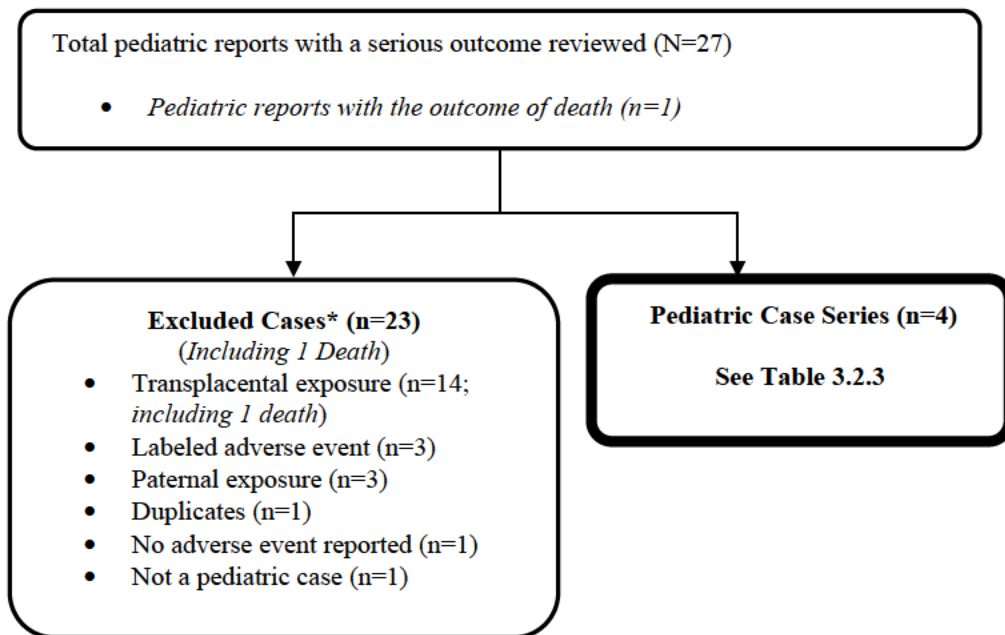 Total pediatric reports with a serious outcome reviewed (N=27)
• Pediatric reports with the outcome of death (n=1)
Excluded Cases* (n=23)
(Including 1 Death)
• Transplacental exposure (n=14;
including 1 death)
• Labeled adverse event (n=3)
• Paternal exposure (n=3)
• Duplicates (n=1)
• No adverse event reported (n=1)
• Not a pediatric case (n=1)
Pediatric Case Series (n=4)
See Table 3.2.3